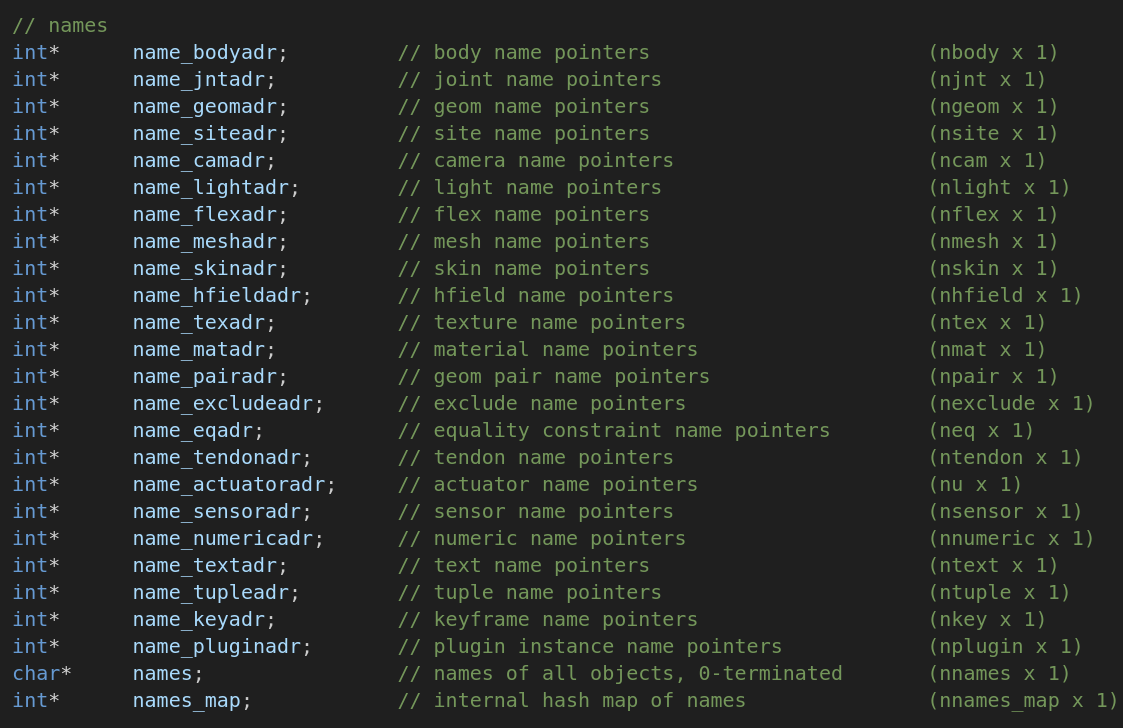 // names
int*      name_bodyadr;         // body name pointers                       (nbody x 1)
int*      name_jntadr;          // joint name pointers                      (njnt x 1)
int*      name_geomadr;         // geom name pointers                       (ngeom x 1)
int*      name_siteadr;         // site name pointers                       (nsite x 1)
int*      name_camadr;          // camera name pointers                     (ncam x 1)
int*      name_lightadr;        // light name pointers                      (nlight x 1)
int*      name_flexadr;         // flex name pointers                       (nflex x 1)
int*      name_meshadr;         // mesh name pointers                       (nmesh x 1)
int*      name_skinadr;         // skin name pointers                       (nskin x 1)
int*      name_hfieldadr;       // hfield name pointers                     (nhfield x 1)
int*      name_texadr;          // texture name pointers                    (ntex x 1)
int*      name_matadr;          // material name pointers                   (nmat x 1)
int*      name_pairadr;         // geom pair name pointers                  (npair x 1)
int*      name_excludeadr;      // exclude name pointers                    (nexclude x 1)
int*      name_eqadr;           // equality constraint name pointers        (neq x 1)
int*      name_tendonadr;       // tendon name pointers                     (ntendon x 1)
int*      name_actuatoradr;     // actuator name pointers                   (nu x 1)
int*      name_sensoradr;       // sensor name pointers                     (nsensor x 1)
int*      name_numericadr;      // numeric name pointers                    (nnumeric x 1)
int*      name_textadr;         // text name pointers                       (ntext x 1)
int*      name_tupleadr;        // tuple name pointers                      (ntuple x 1)
int*      name_keyadr;          // keyframe name pointers                   (nkey x 1)
int*      name_pluginadr;       // plugin instance name pointers            (nplugin x 1)
char*     names;                // names of all objects, 0-terminated       (nnames x 1)
int*      names_map;            // internal hash map of names               (nnames_map x 1)